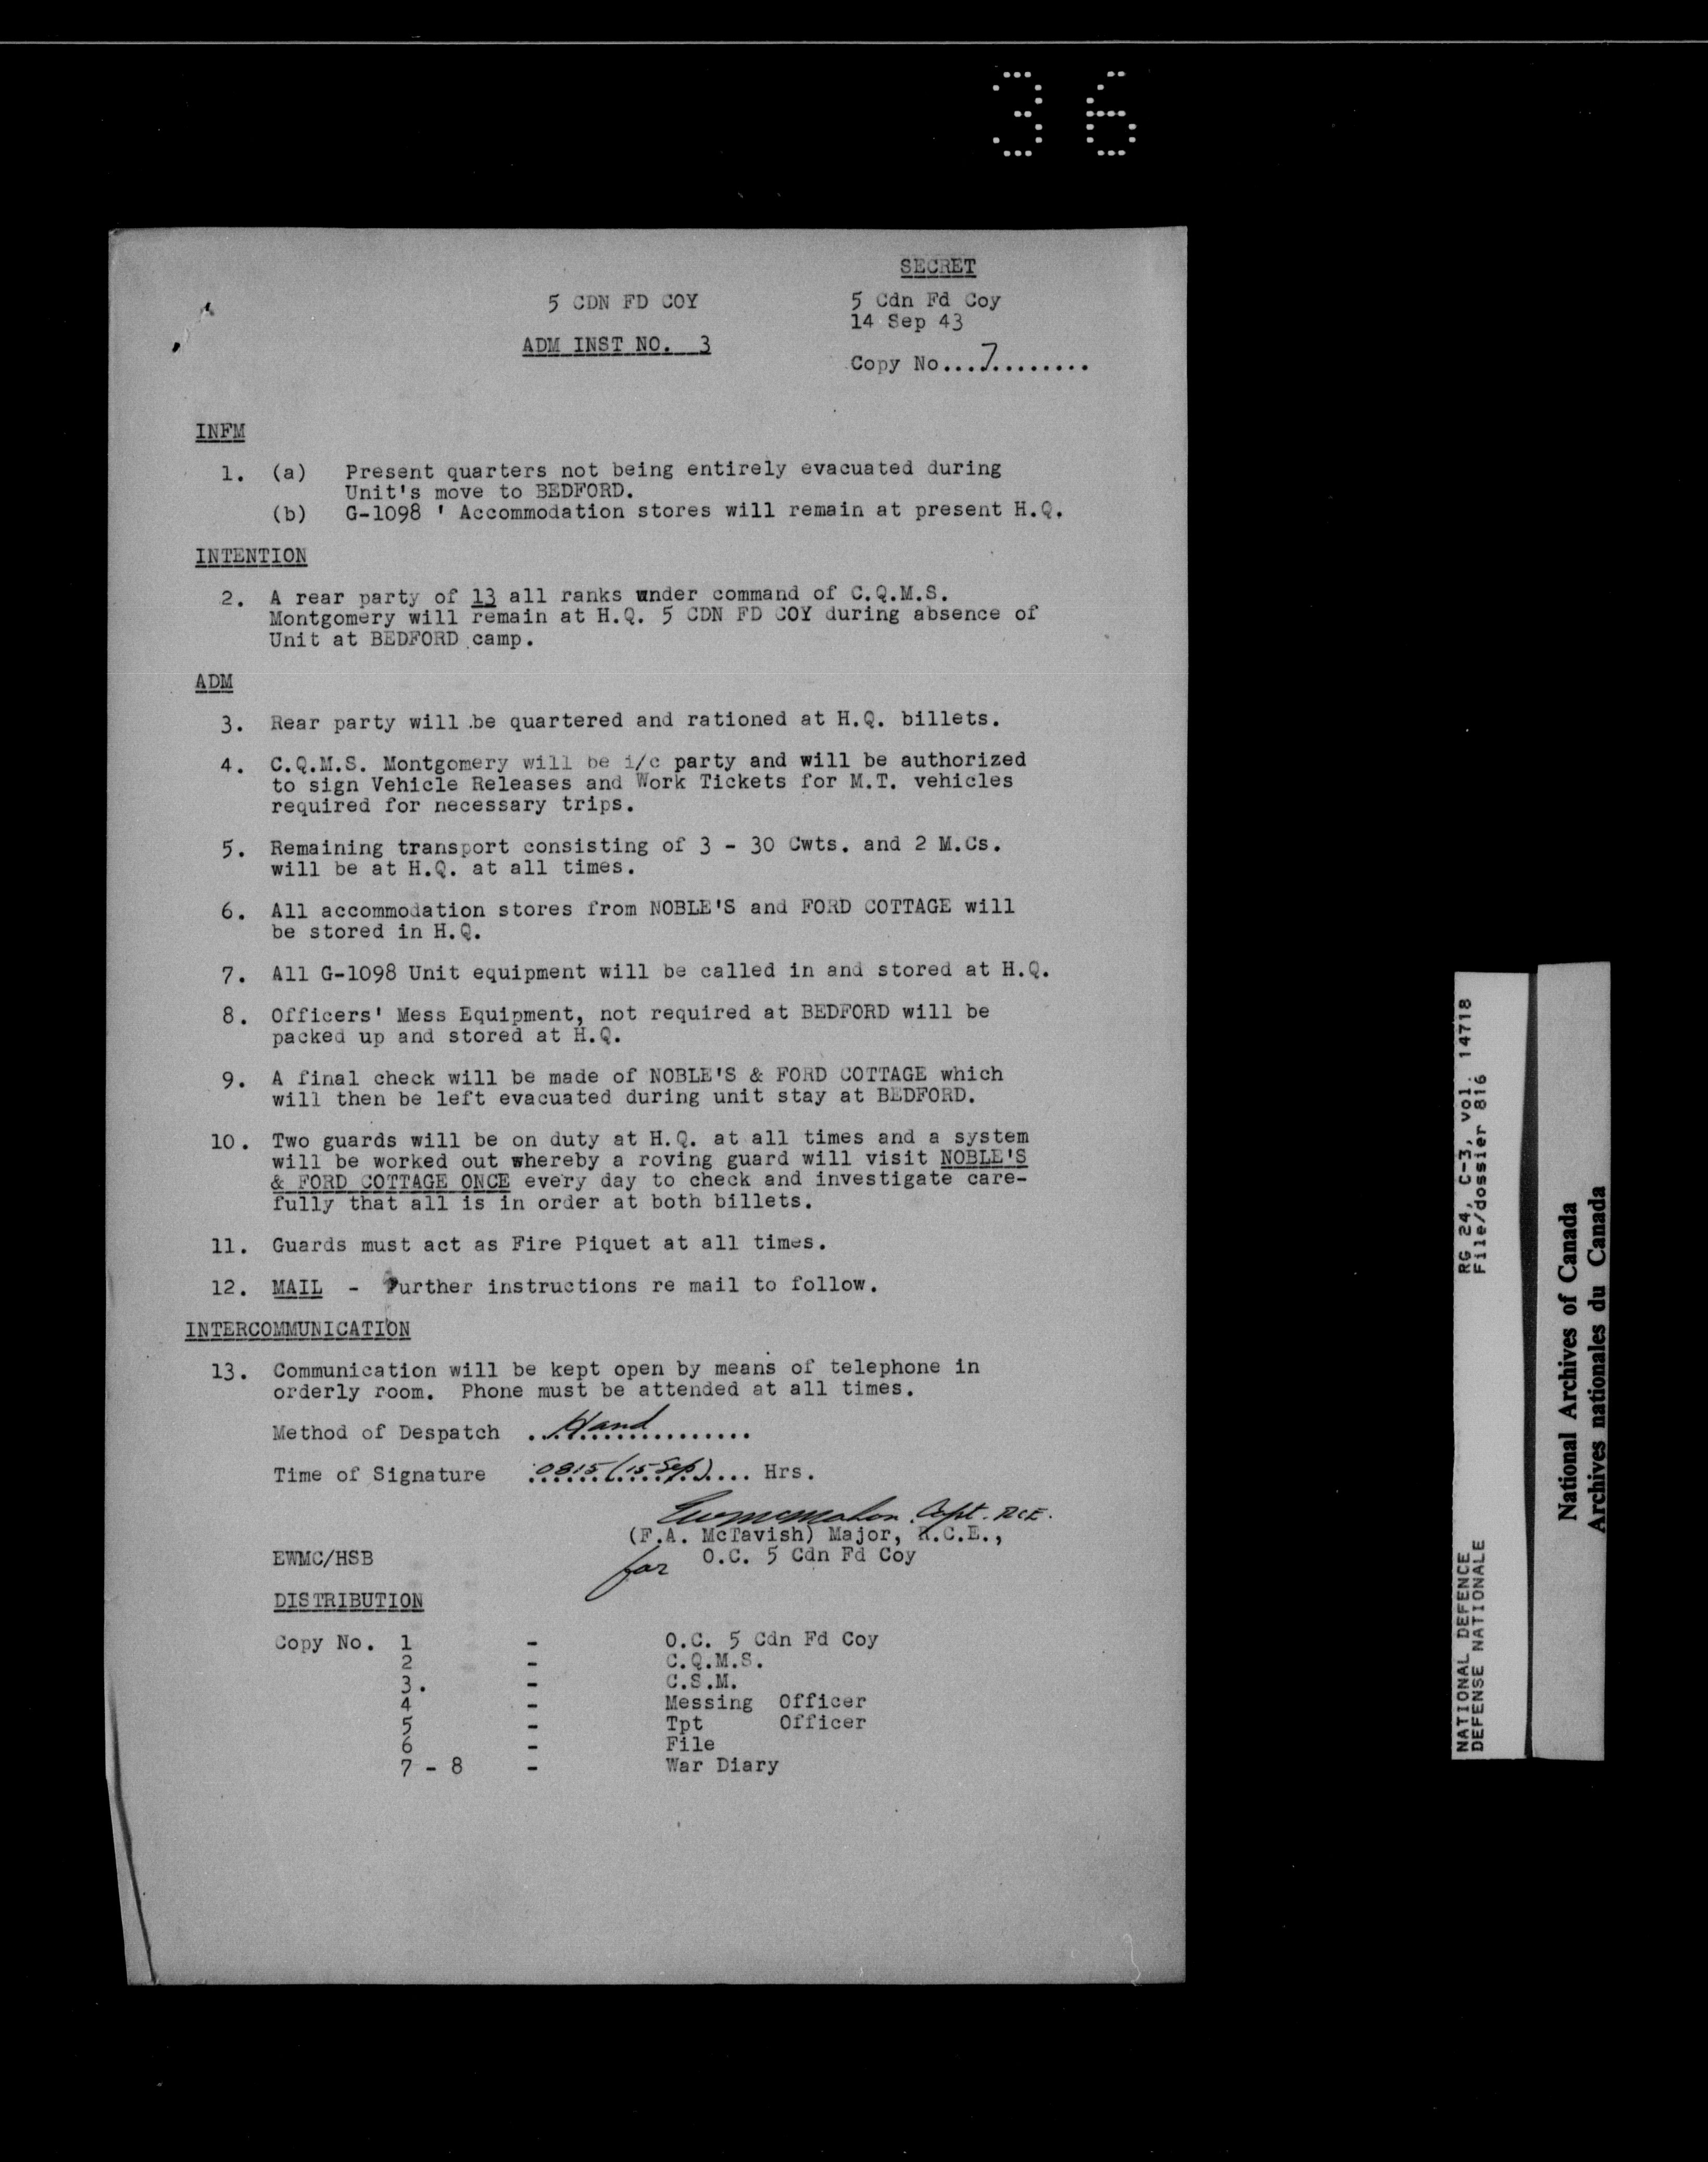 36
SECRET
5 CDN FD COY
5 Cdn Fd Coy
14 Sep 43
ADM INST NO. 3
Copy No....7.........
INFM
1. (a) Present quarters not being entirely evacuated during
Unit's move to BEDFORD.
(b) G-1098 ' Accommodation stores will remain at present H.Q.
INTENTION
2. A rear party of 13 all ranks under command of C.Q.M.S.
Montgomery will remain at H.Q. 5 CDN FD COY during absence of
Unit at BEDFORD camp.
ADM
3. Rear party will be quartered and rationed at H.Q. billets.
4. C.Q.M.S. Montgomery will be i/c party and will be authorized
to sign Vehicle Releases and Work Tickets for M.T. vehicles
required for necessary trips.
5. Remaining transport consisting of 3 - 30 Cwts. and 2 M.Cs.
will be at H.Q. at all times.
6. All accommodation stores from NOBLE'S and FORD COTTAGE will
be stored in H.Q.
7. All G-1098 Unit equipment will be called in and stored at H.Q.
8. Officers' Mess Equipment, not required at BEDFORD will be
packed up and stored at H.Q.
9. A final check will be made of NOBLE'S & FORD COTTAGE which
will then be left evacuated during unit stay at BEDFORD.
10. Two guards will be on duty at H.Q. at all times and a system
will be worked out whereby a roving guard will visit NOBLE'S
& FORD COTTAGE ONCE every day to check and investigate care-
fully that all is in order at both billets.
11. Guards must act as Fire Piquet at all times.
12. MAIL - Further instructions re mail to follow.
INTERCOMMUNICATION
13. Communication will be kept open by means of telephone in
orderly room. Phone must be attended at all times.
Method of Despatch ..Hand..............
Time of Signature 0815 (15 Sep).... Hrs.
Capt. RCE.
(F.A. McTavish) Major, R.C.E.,
EWMC/HSB
for O.C. 5 Cdn Fd Coy
DISTRIBUTION
Copy No. 1 - O.C. 5 Cdn Fd Coy
2 - C.Q.M.S.
3. - C.S.M.
4 - Messing Officer
5 - Tpt Officer
6 - File
7 - 8 - War Diary
NATIONAL DEFENCE RG 24, C-3, vol. 14718
DEFENSE NATIONALE File/dossier 816
National Archives of Canada
Archives nationales du Canada